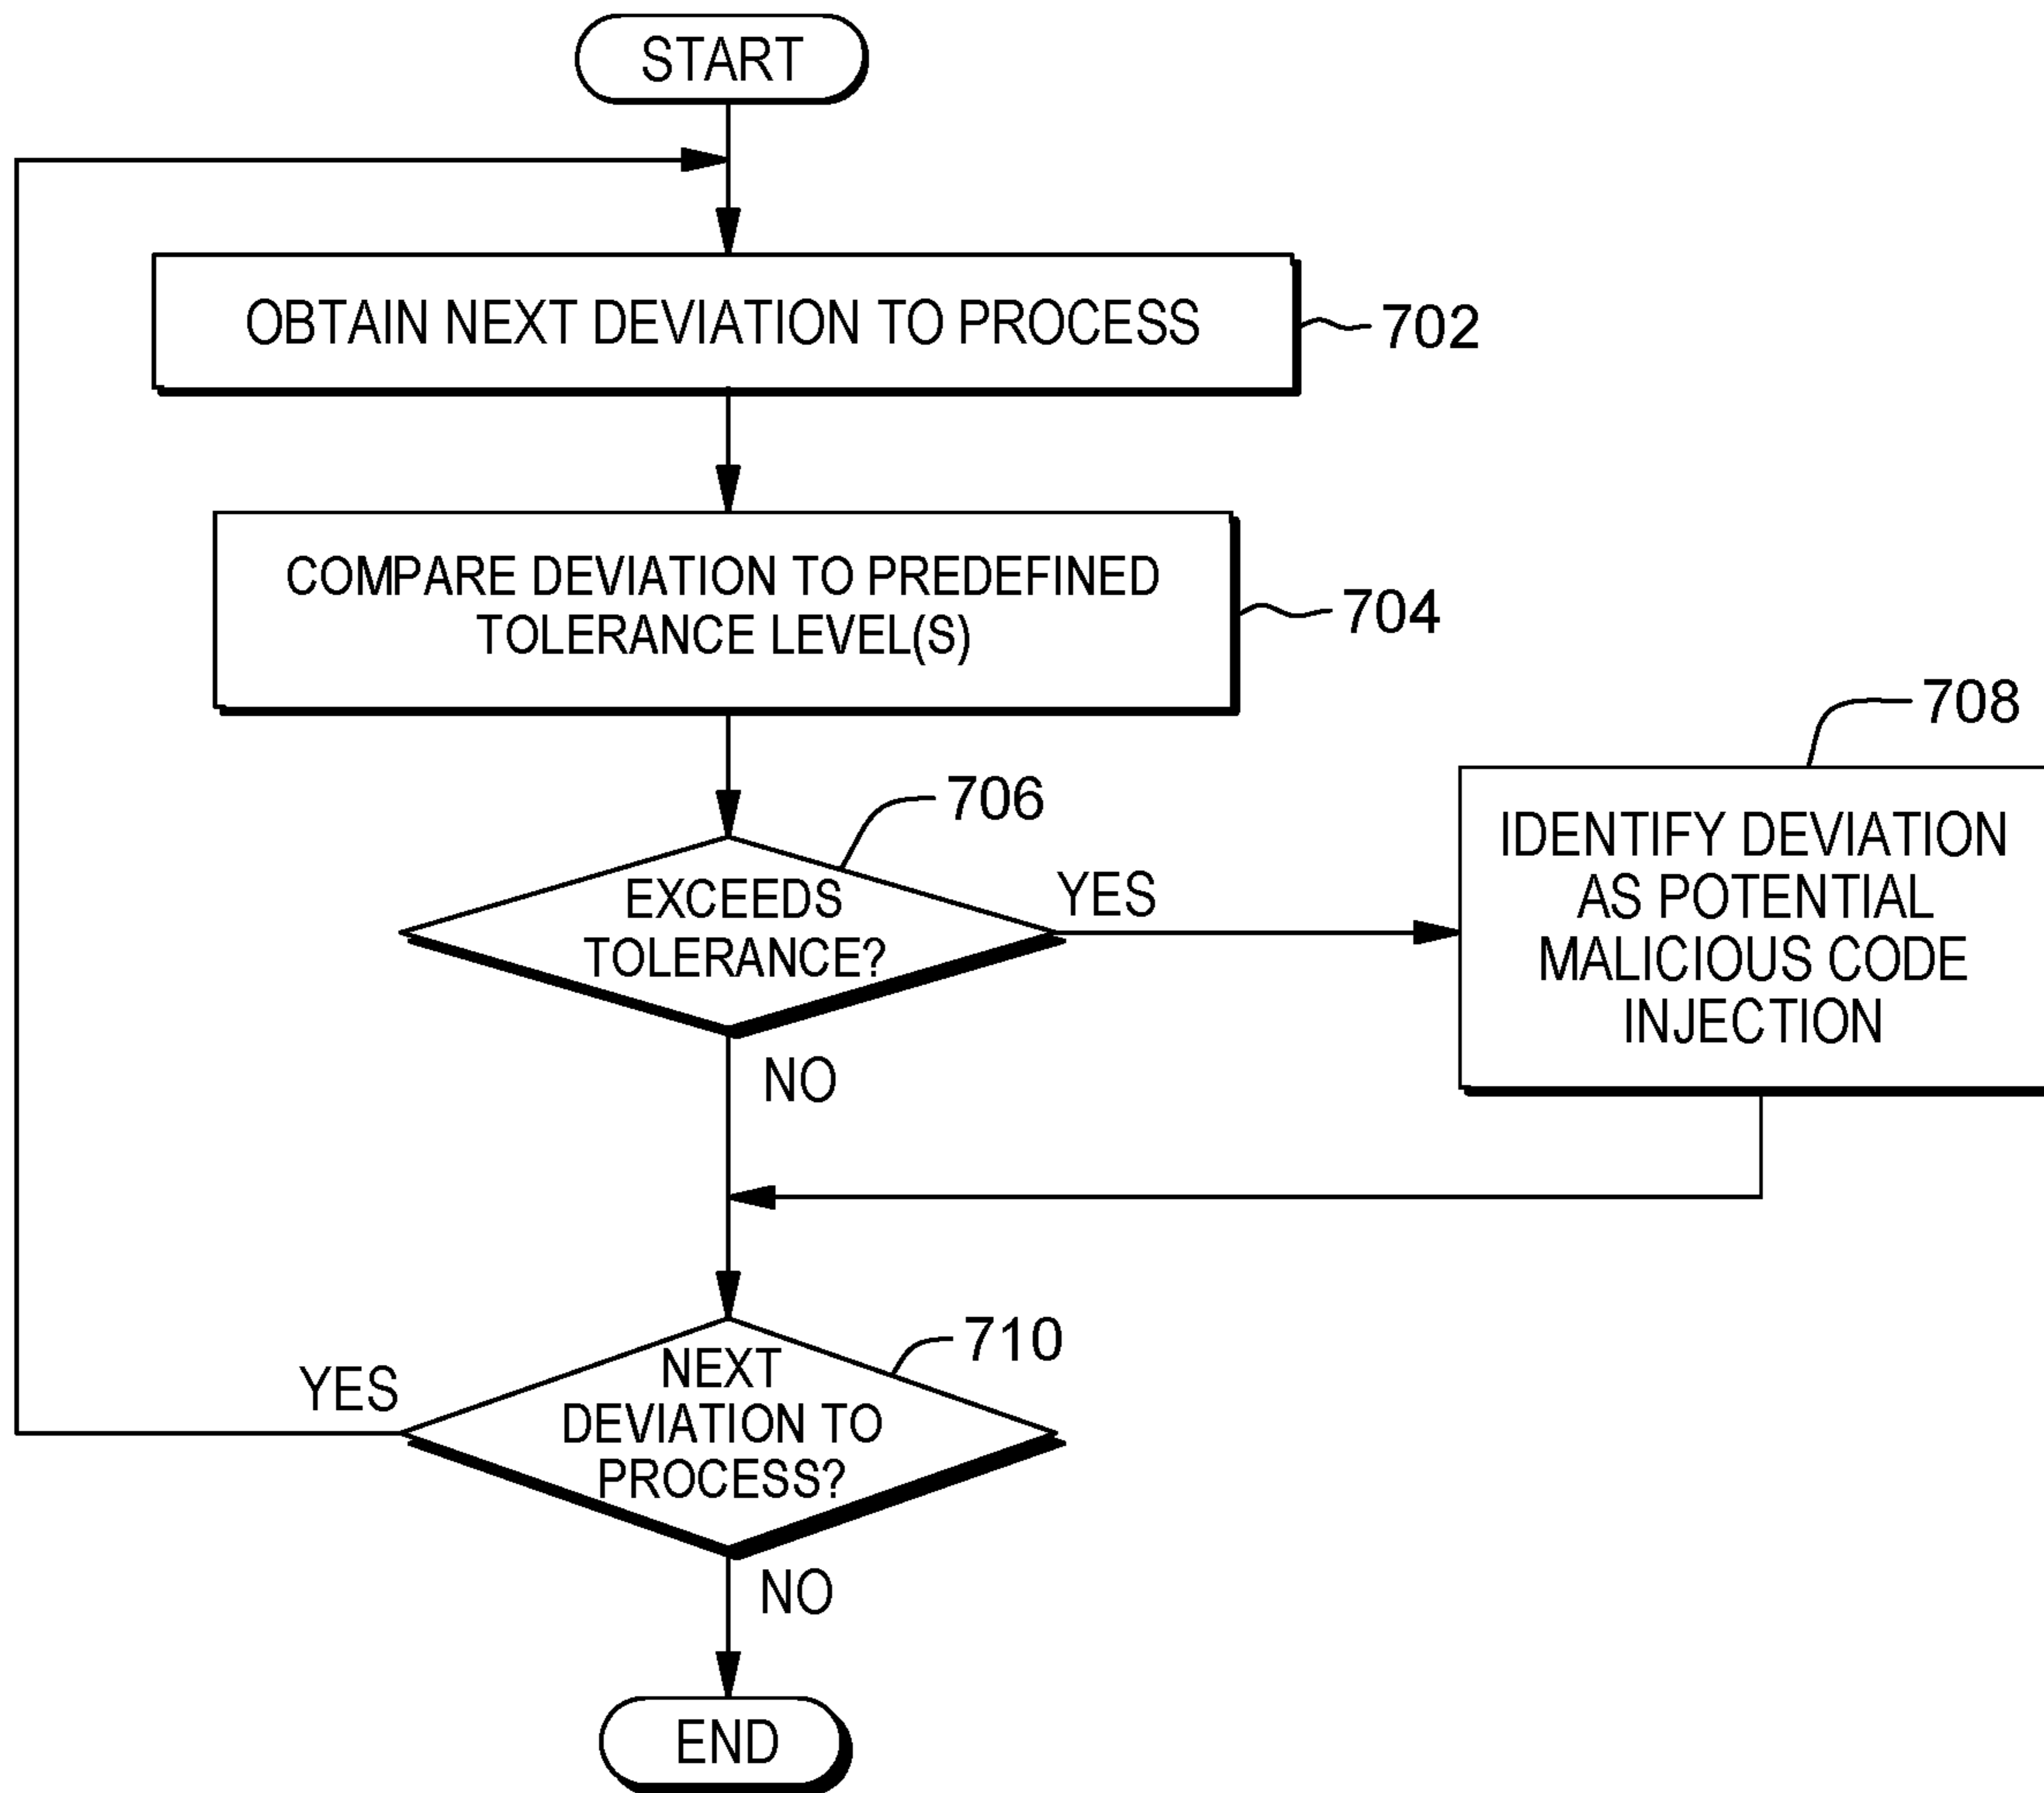 START
OBTAIN NEXT DEVIATION TO PROCESS
702
COMPARE DEVIATION TO PREDEFINED
TOLERANCE LEVEL(S)
704
706
EXCEEDS
TOLERANCE?
YES
NO
708
IDENTIFY DEVIATION
AS POTENTIAL
MALICIOUS CODE
INJECTION
710
NEXT
DEVIATION TO
PROCESS?
YES
NO
END